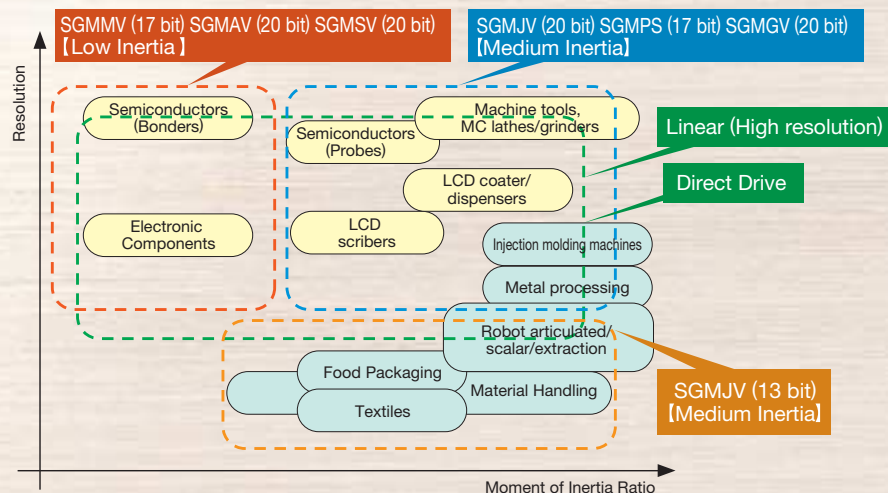 SGMMV (17 bit) SGMAV (20 bit) SGMSV (20 bit)
【Low Inertia】
SGMJV (20 bit) SGMPS (17 bit) SGMGV (20 bit)
【Medium Inertia】
Resolution
Semiconductors
(Bonders)
Machine tools,
MC lathes/grinders
Semiconductors
(Probes)
Linear (High resolution)
LCD coater/
dispensers
Direct Drive
Electronic
Components
LCD
scribers
Injection molding machines
Metal processing
Robot articulated/
scalar/extraction
Food Packaging
Material Handling
Textiles
SGMJV (13 bit)
【Medium Inertia】
Moment of Inertia Ratio